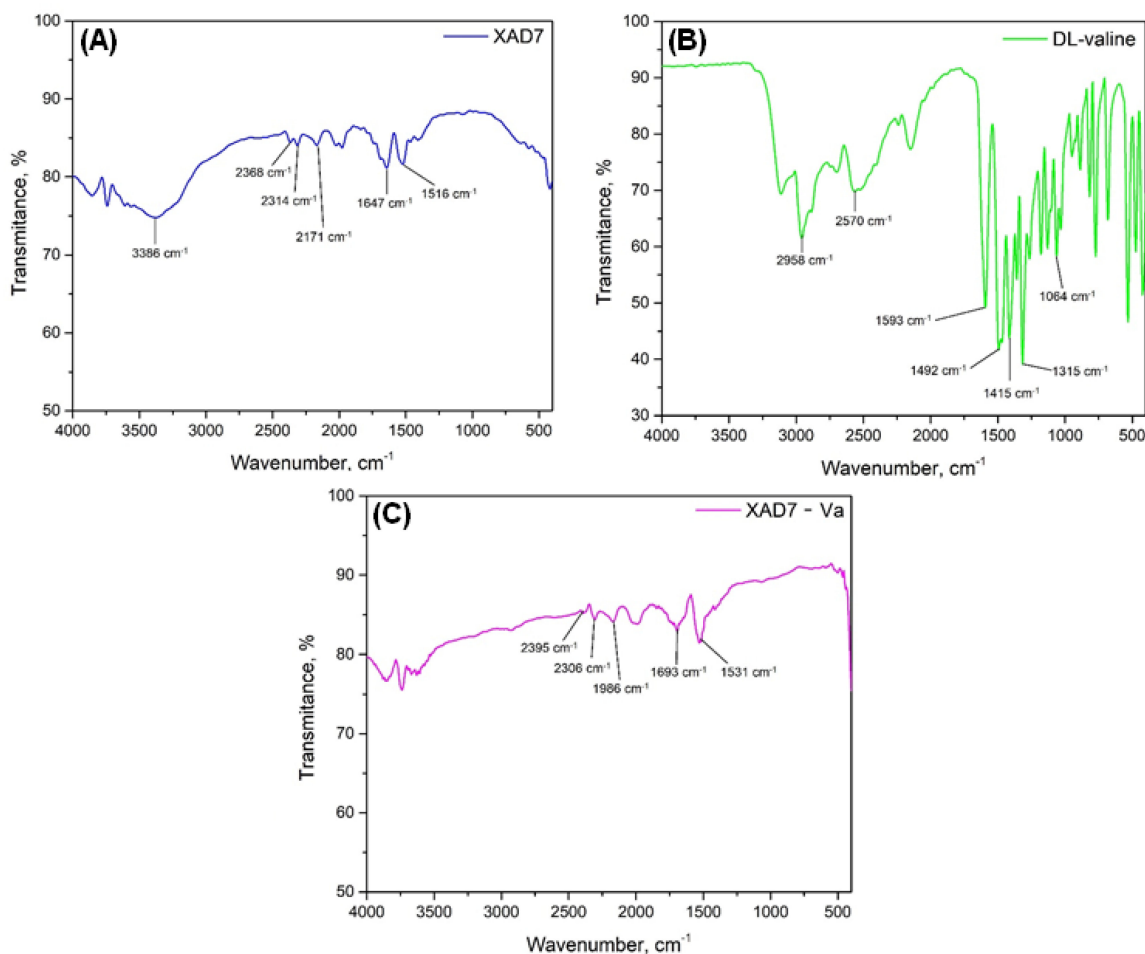 (A)
XAD7
100
90
80
70
60
50
Transmitance, %
2368 cm⁻¹
2314 cm⁻¹
2171 cm⁻¹
1647 cm⁻¹
1516 cm⁻¹
3386 cm⁻¹
4000 3500 3000 2500 2000 1500 1000 500
Wavenumber, cm⁻¹
(B)
DL-valine
100
90
80
70
60
50
40
30
Transmitance, %
2958 cm⁻¹
2570 cm⁻¹
1593 cm⁻¹
1492 cm⁻¹
1415 cm⁻¹
1315 cm⁻¹
1064 cm⁻¹
4000 3500 3000 2500 2000 1500 1000 500
Wavenumber, cm⁻¹
(C)
XAD7 - Va
100
90
80
70
60
50
Transmitance, %
2395 cm⁻¹
2306 cm⁻¹
1986 cm⁻¹
1693 cm⁻¹
1531 cm⁻¹
4000 3500 3000 2500 2000 1500 1000 500
Wavenumber, cm⁻¹